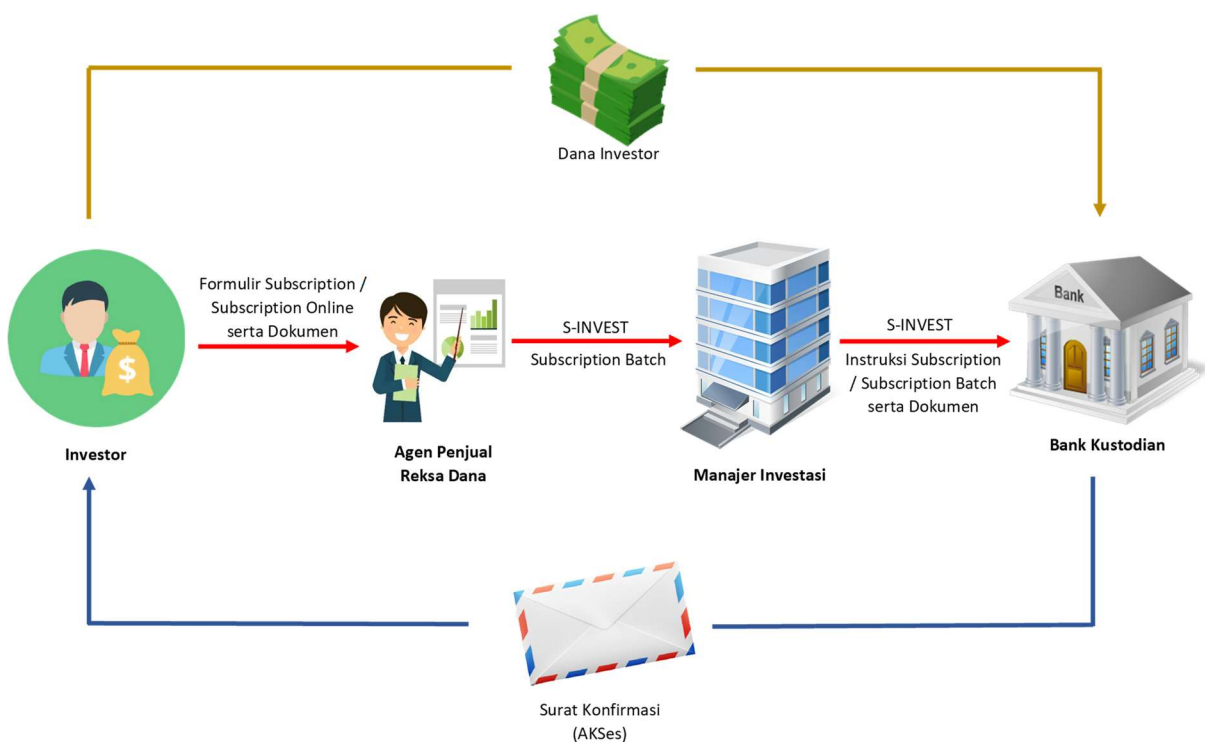 Dana Investor
Formulir Subscription /
Subscription Online
serta Dokumen
S-INVEST
Subscription Batch
S-INVEST
Instruksi Subscription
/ Subscription Batch
serta Dokumen
$
Bank
Investor
Agen Penjual
Reksa Dana
Manajer Investasi
Bank Kustodian
Surat Konfirmasi
(AKSes)